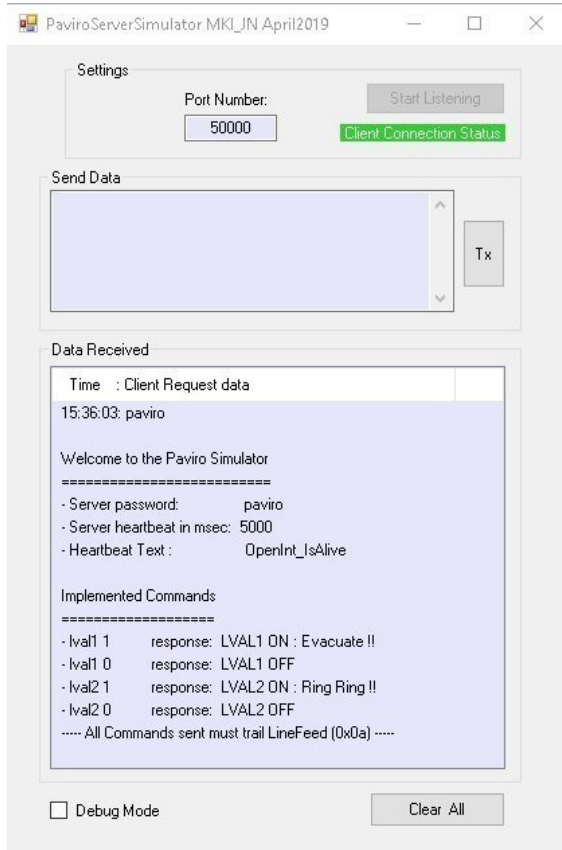 PaviroServerSimulator MKI_JN April2019
Settings
Port Number:
Start Listening
50000
Client Connection Status
Send Data
Tx
Data Received
Time : Client Request data
15:36:03: paviro
Welcome to the Paviro Simulator
==========================
- Server password: paviro
- Server heartbeat in msec: 5000
- Heartbeat Text : OpenInt_IsAlive
Implemented Commands
===================
- lval1 1 response: LVAL1 ON : Evacuate !!
- lval1 0 response: LVAL1 OFF
- lval2 1 response: LVAL2 ON : Ring Ring !!
- lval2 0 response: LVAL2 OFF
----- All Commands sent must trail LineFeed (0x0a) -----
Debug Mode
Clear All